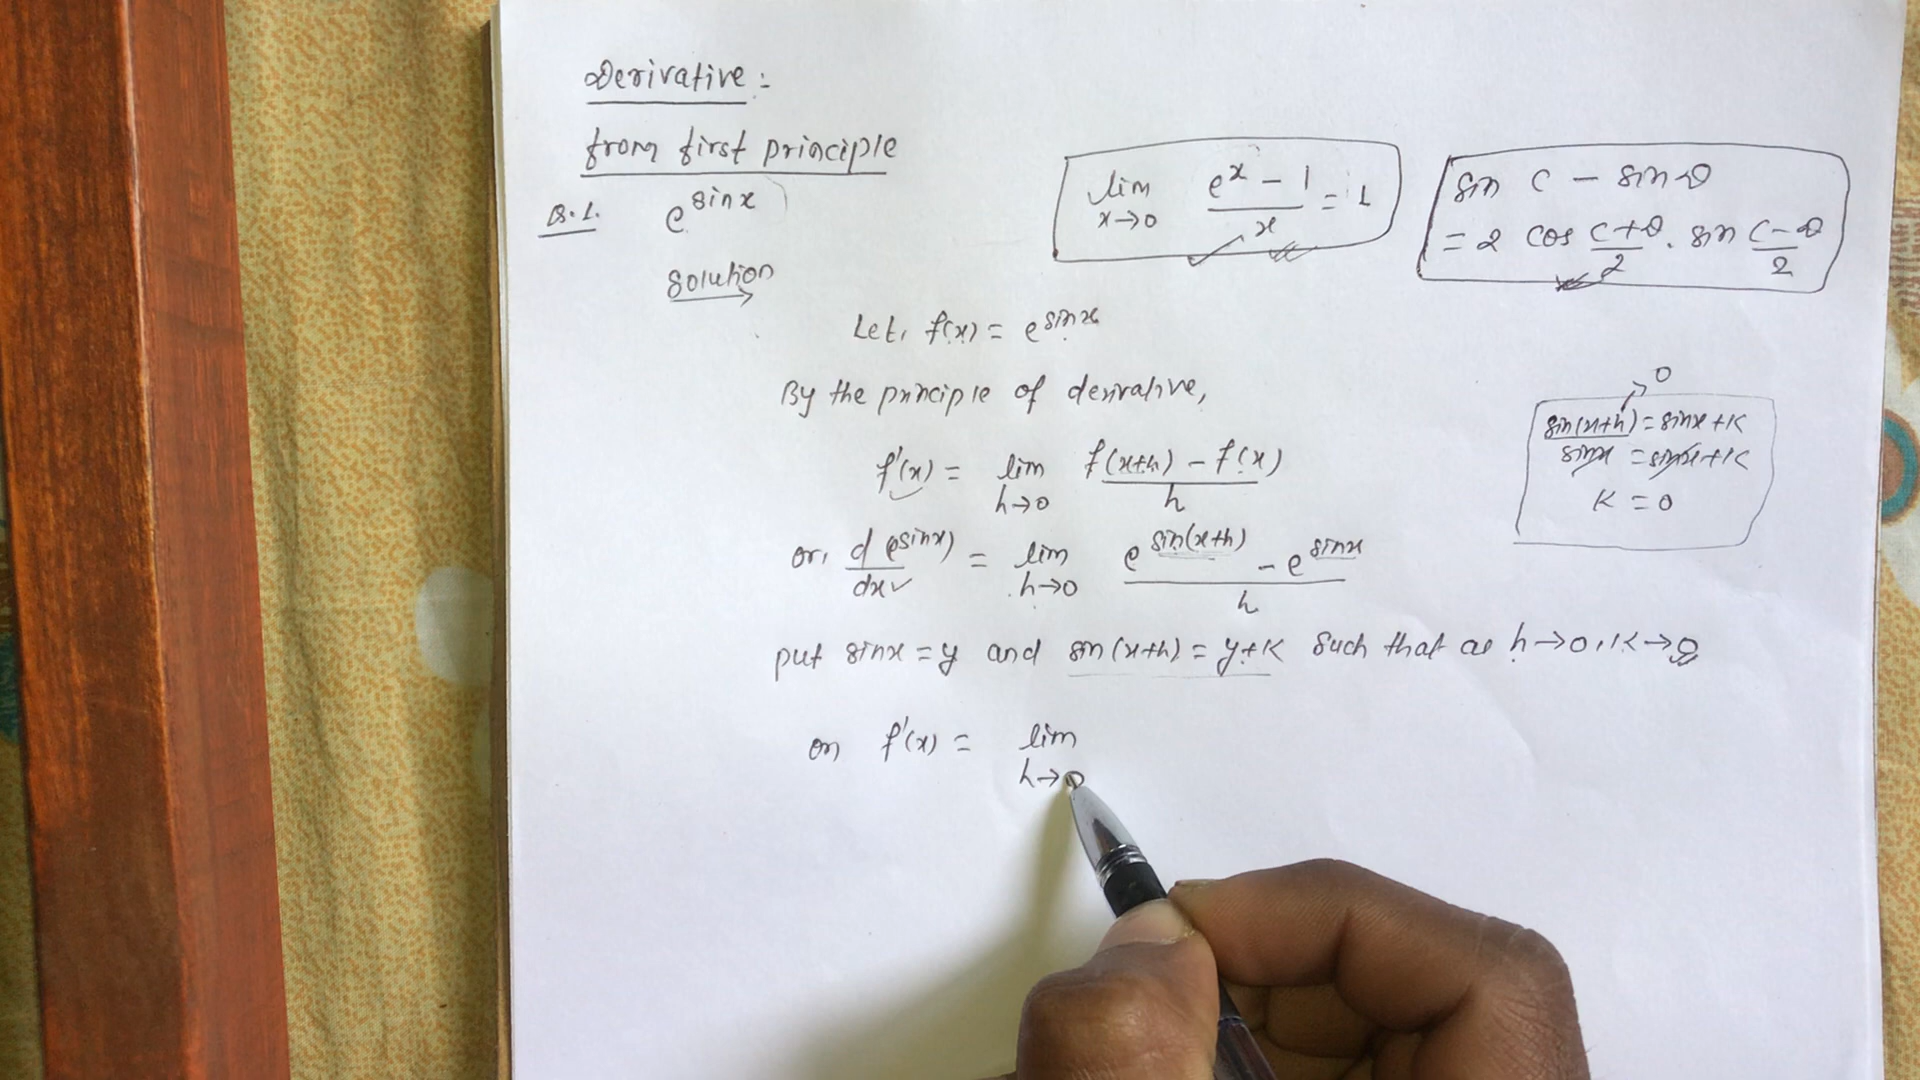 Derivative:
from first principle
Q.1. e^sinx
lim x→0 (e^x − 1)/x = 1
sin C − sin D
= 2 cos (C+D)/2 . sin (C−D)/2
solution
Let, f(x) = e^sinx
By the principle of derivative,
f'(x) = lim h→0 (f(x+h) − f(x))/h
or, d(e^sinx)/dx = lim h→0 (e^sin(x+h) − e^sinx)/h
0
sin(x+h) = sinx + K
sinx = sinx + K
K = 0
put sinx = y and sin(x+h) = y+K such that as h→0, K→0
or f'(x) = lim h→0